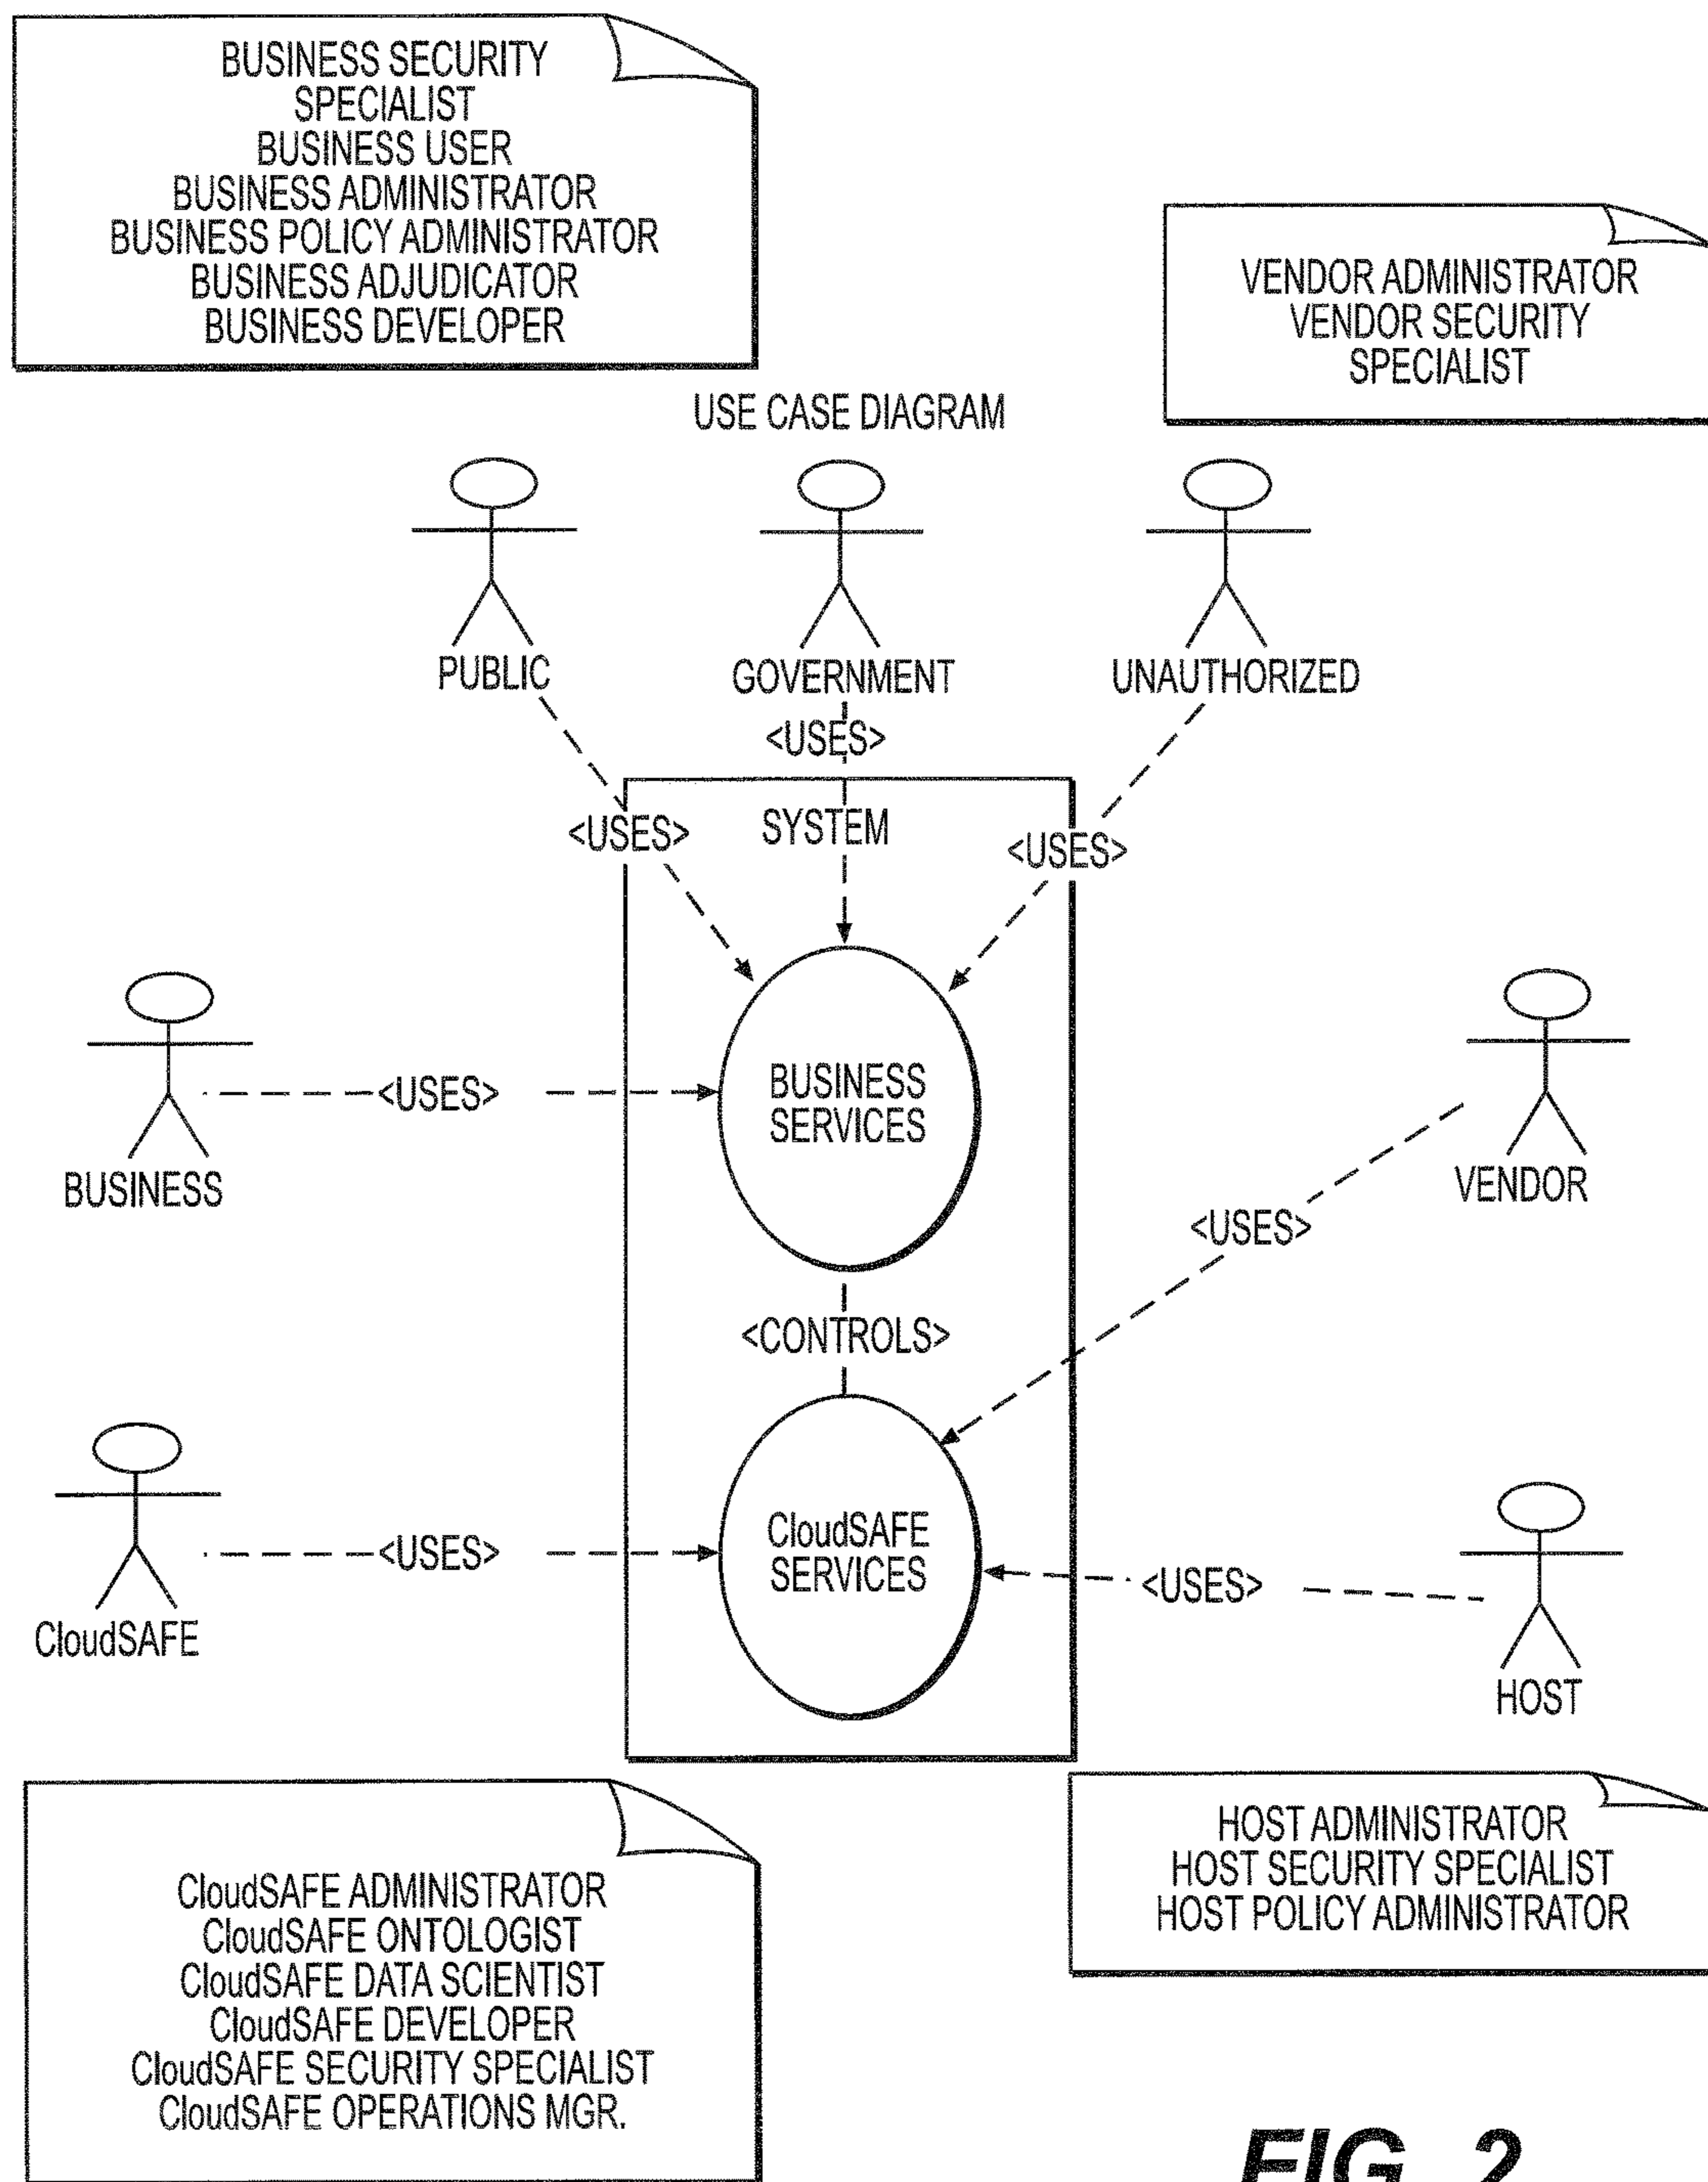 BUSINESS SECURITY
SPECIALIST
BUSINESS USER
BUSINESS ADMINISTRATOR
BUSINESS POLICY ADMINISTRATOR
BUSINESS ADJUDICATOR
BUSINESS DEVELOPER
VENDOR ADMINISTRATOR
VENDOR SECURITY
SPECIALIST
USE CASE DIAGRAM
PUBLIC
GOVERNMENT
UNAUTHORIZED
<USES>
<USES>
SYSTEM
<USES>
BUSINESS
<USES>
BUSINESS
SERVICES
VENDOR
<USES>
<CONTROLS>
CloudSAFE
<USES>
CloudSAFE
SERVICES
<USES>
HOST
CloudSAFE ADMINISTRATOR
CloudSAFE ONTOLOGIST
CloudSAFE DATA SCIENTIST
CloudSAFE DEVELOPER
CloudSAFE SECURITY SPECIALIST
CloudSAFE OPERATIONS MGR.
HOST ADMINISTRATOR
HOST SECURITY SPECIALIST
HOST POLICY ADMINISTRATOR
FIG. 2